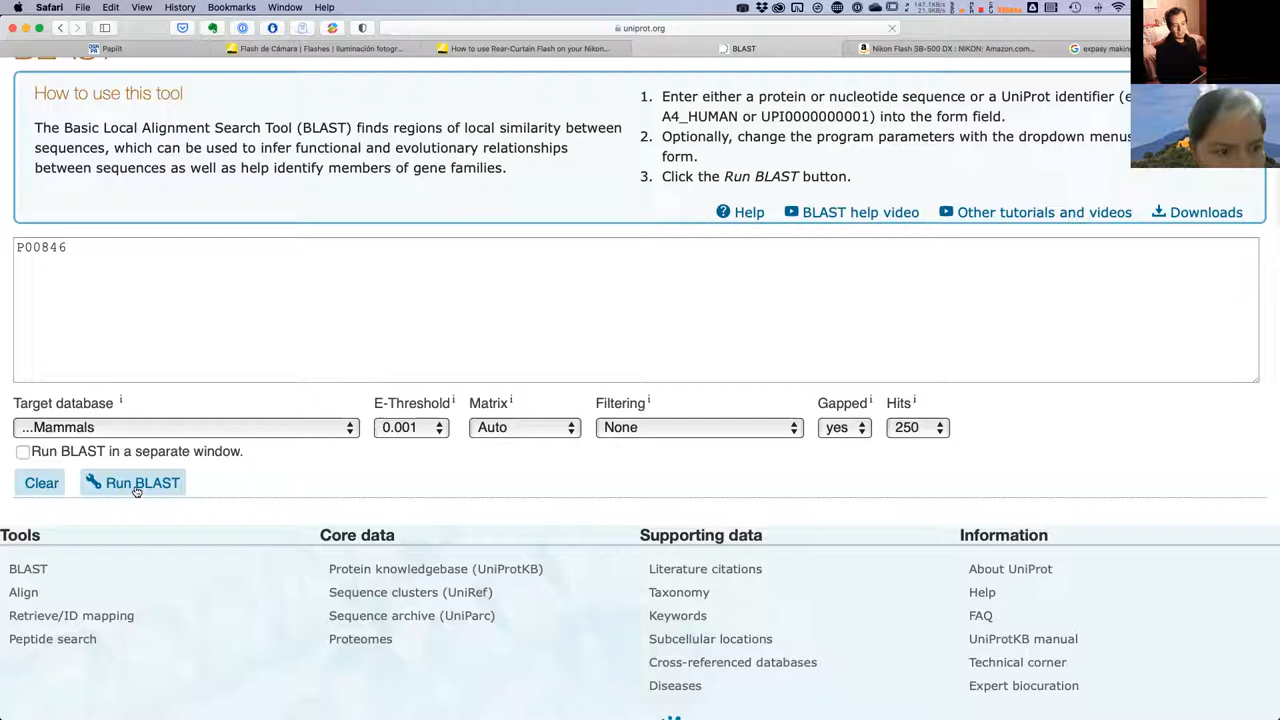 Safari File Edit View History Bookmarks Window Help
147.1KB/s
21.9KB/s
uniprot.org
Papiit
Flash de Cámara | Flashes | iluminación fotogr...
How to use Rear-Curtain Flash on your Nikon...
BLAST
Nikon Flash SB-500 DX : NIKON: Amazon.com...
expasy making
BLAST
How to use this tool
The Basic Local Alignment Search Tool (BLAST) finds regions of local similarity between
sequences, which can be used to infer functional and evolutionary relationships
between sequences as well as help identify members of gene families.
1. Enter either a protein or nucleotide sequence or a UniProt identifier (e
A4_HUMAN or UPI0000000001) into the form field.
2. Optionally, change the program parameters with the dropdown menus
form.
3. Click the Run BLAST button.
Help BLAST help video Other tutorials and videos Downloads
P00846
Target database i E-Threshold i Matrix i Filtering i Gapped i Hits i
...Mammals 0.001 Auto None yes 250
Run BLAST in a separate window.
Clear Run BLAST
Tools Core data Supporting data Information
BLAST Protein knowledgebase (UniProtKB) Literature citations About UniProt
Align Sequence clusters (UniRef) Taxonomy Help
Retrieve/ID mapping Sequence archive (UniParc) Keywords FAQ
Peptide search Proteomes Subcellular locations UniProtKB manual
Cross-referenced databases Technical corner
Diseases Expert biocuration